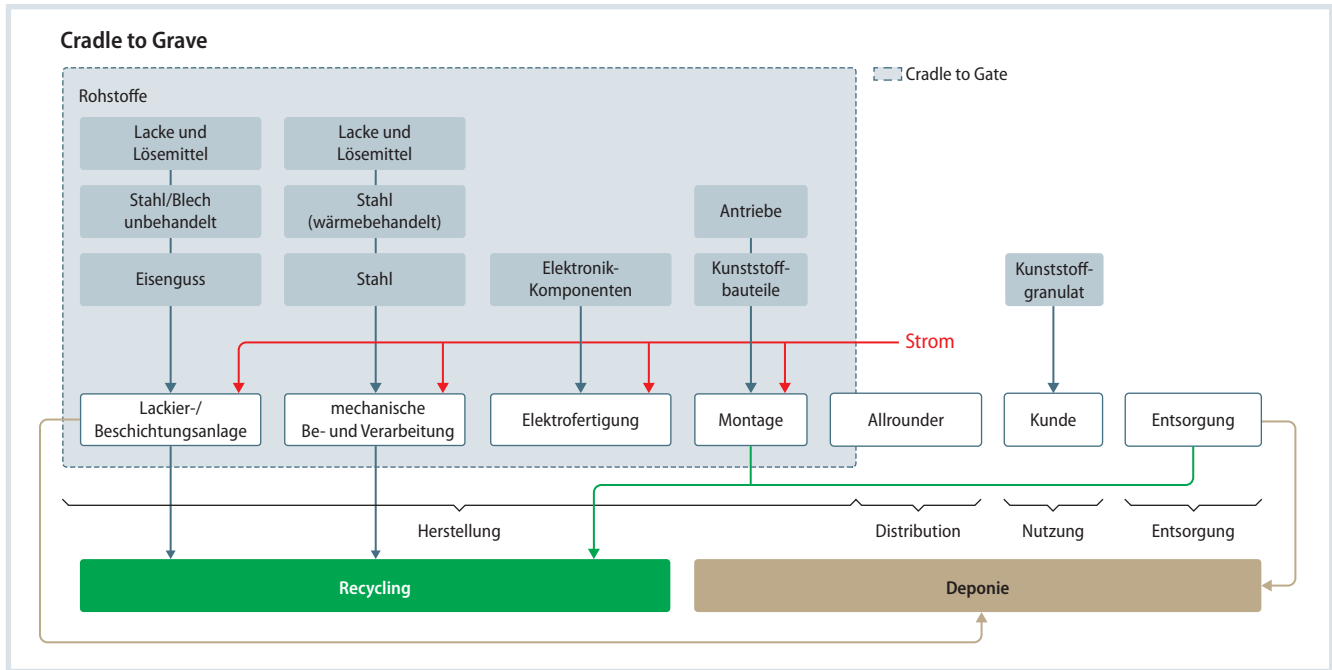 Cradle to Grave
Cradle to Gate
Rohstoffe
Lacke und
Lösemittel
Lacke und
Lösemittel
Stahl/Blech
unbehandelt
Stahl
(wärmebehandelt)
Antriebe
Eisenguss
Stahl
Elektronik-
Komponenten
Kunststoff-
bauteile
Kunststoff-
granulat
Strom
Lackier-/
Beschichtungsanlage
mechanische
Be- und Verarbeitung
Elektrofertigung
Montage
Allrounder
Kunde
Entsorgung
Herstellung
Distribution
Nutzung
Entsorgung
Recycling
Deponie